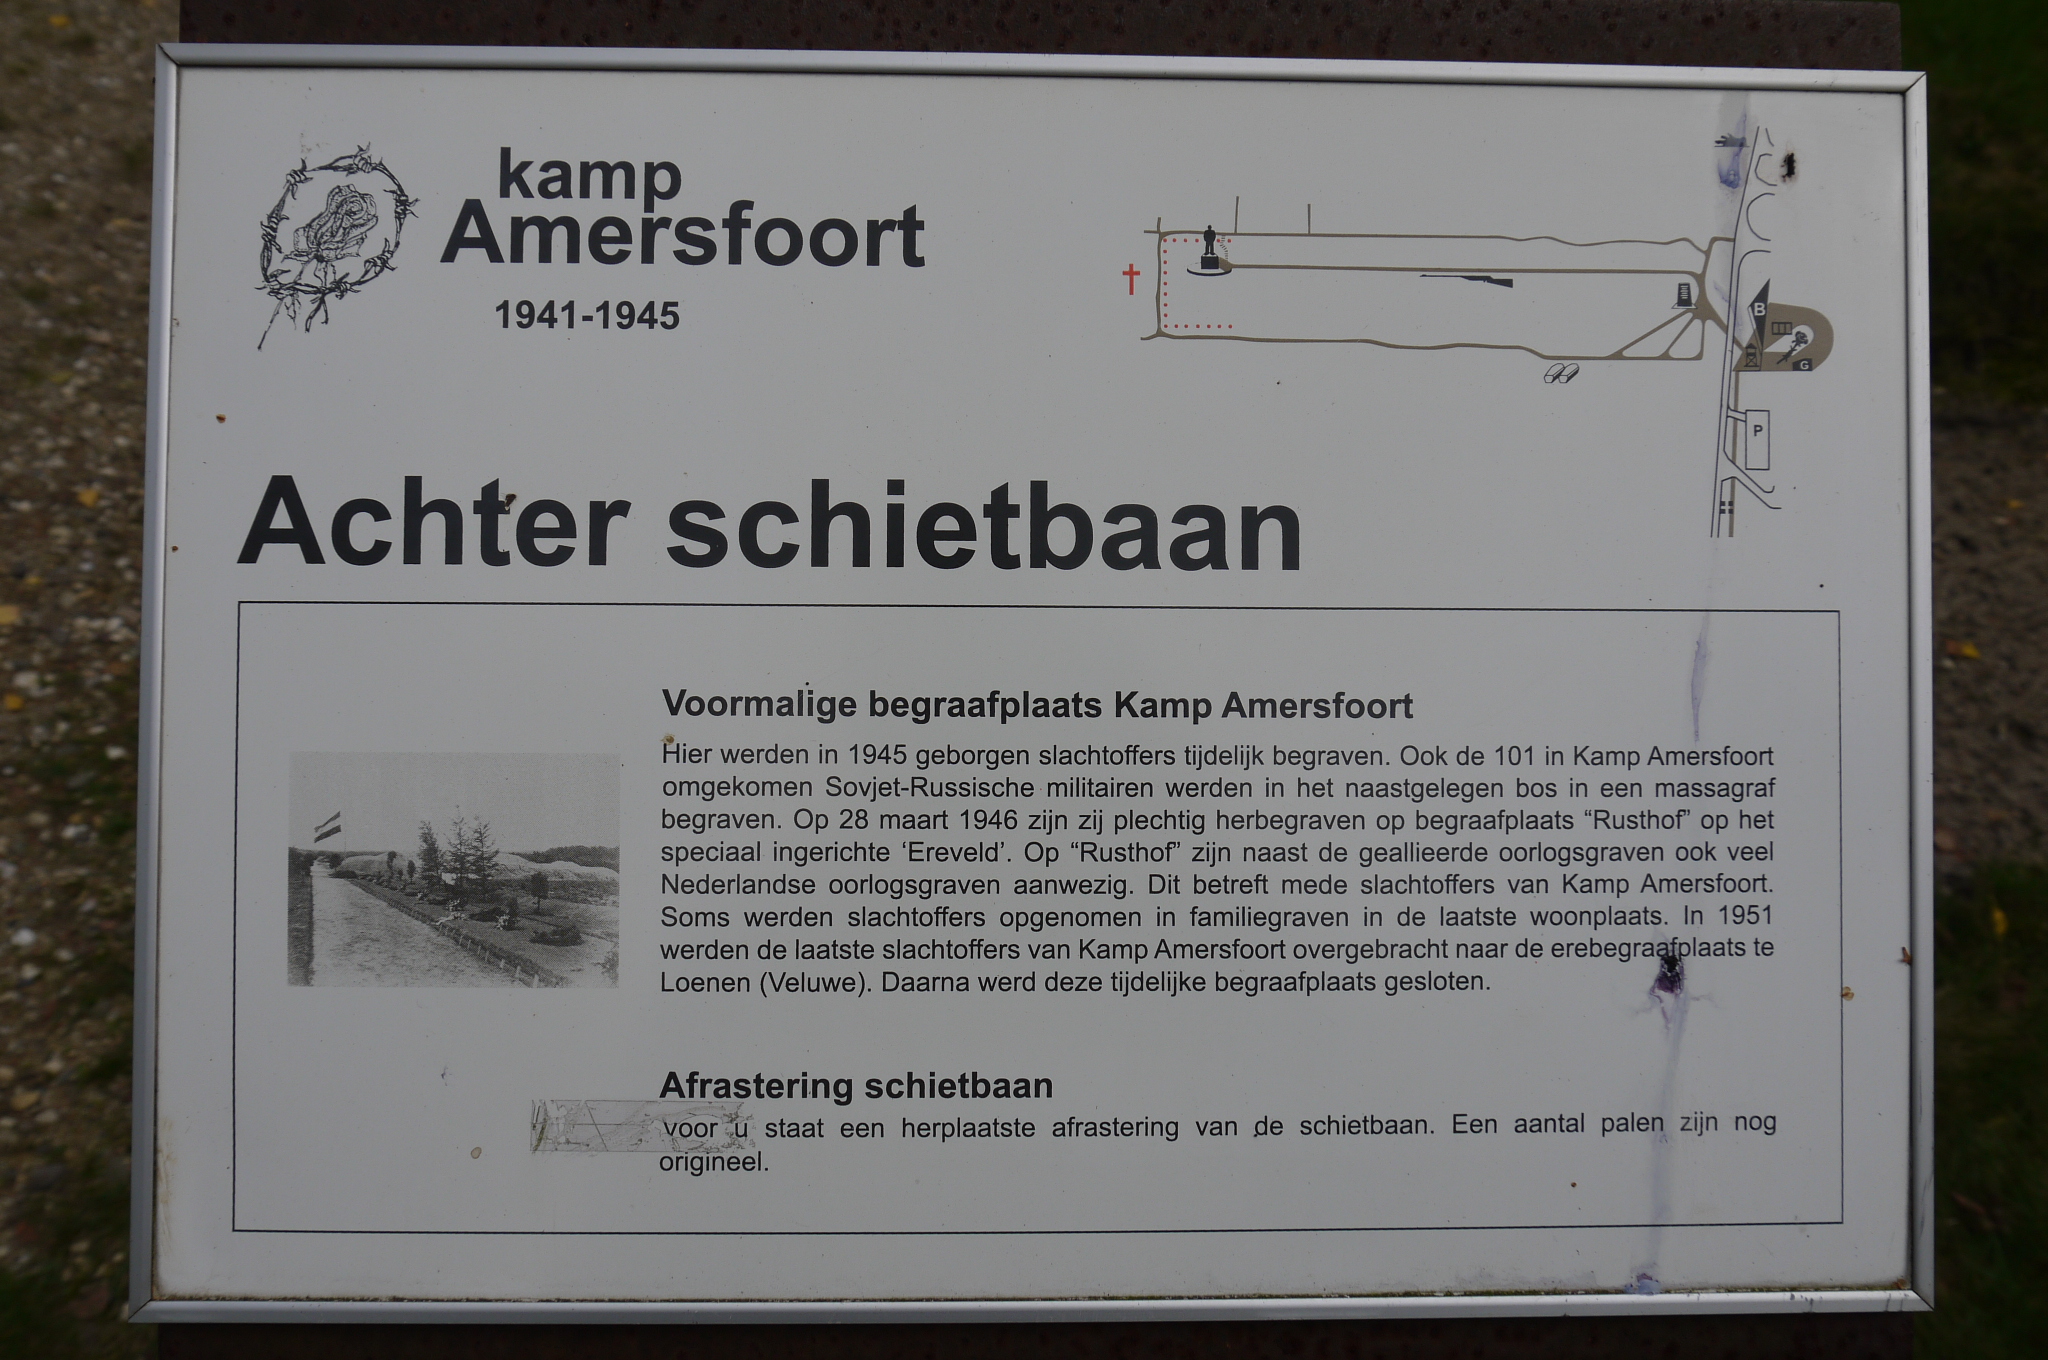 kamp
Amersfoort
1941-1945
B
G
P
Achter schietbaan
Voormalige begraafplaats Kamp Amersfoort
Hier werden in 1945 geborgen slachtoffers tijdelijk begraven. Ook de 101 in Kamp Amersfoort
omgekomen Sovjet-Russische militairen werden in het naastgelegen bos in een massagraf
begraven. Op 28 maart 1946 zijn zij plechtig herbegraven op begraafplaats “Rusthof” op het
speciaal ingerichte ‘Ereveld’. Op “Rusthof” zijn naast de geallieerde oorlogsgraven ook veel
Nederlandse oorlogsgraven aanwezig. Dit betreft mede slachtoffers van Kamp Amersfoort.
Soms werden slachtoffers opgenomen in familiegraven in de laatste woonplaats. In 1951
werden de laatste slachtoffers van Kamp Amersfoort overgebracht naar de erebegraafplaats te
Loenen (Veluwe). Daarna werd deze tijdelijke begraafplaats gesloten.
Afrastering schietbaan
voor u staat een herplaatste afrastering van de schietbaan. Een aantal palen zijn nog
origineel.